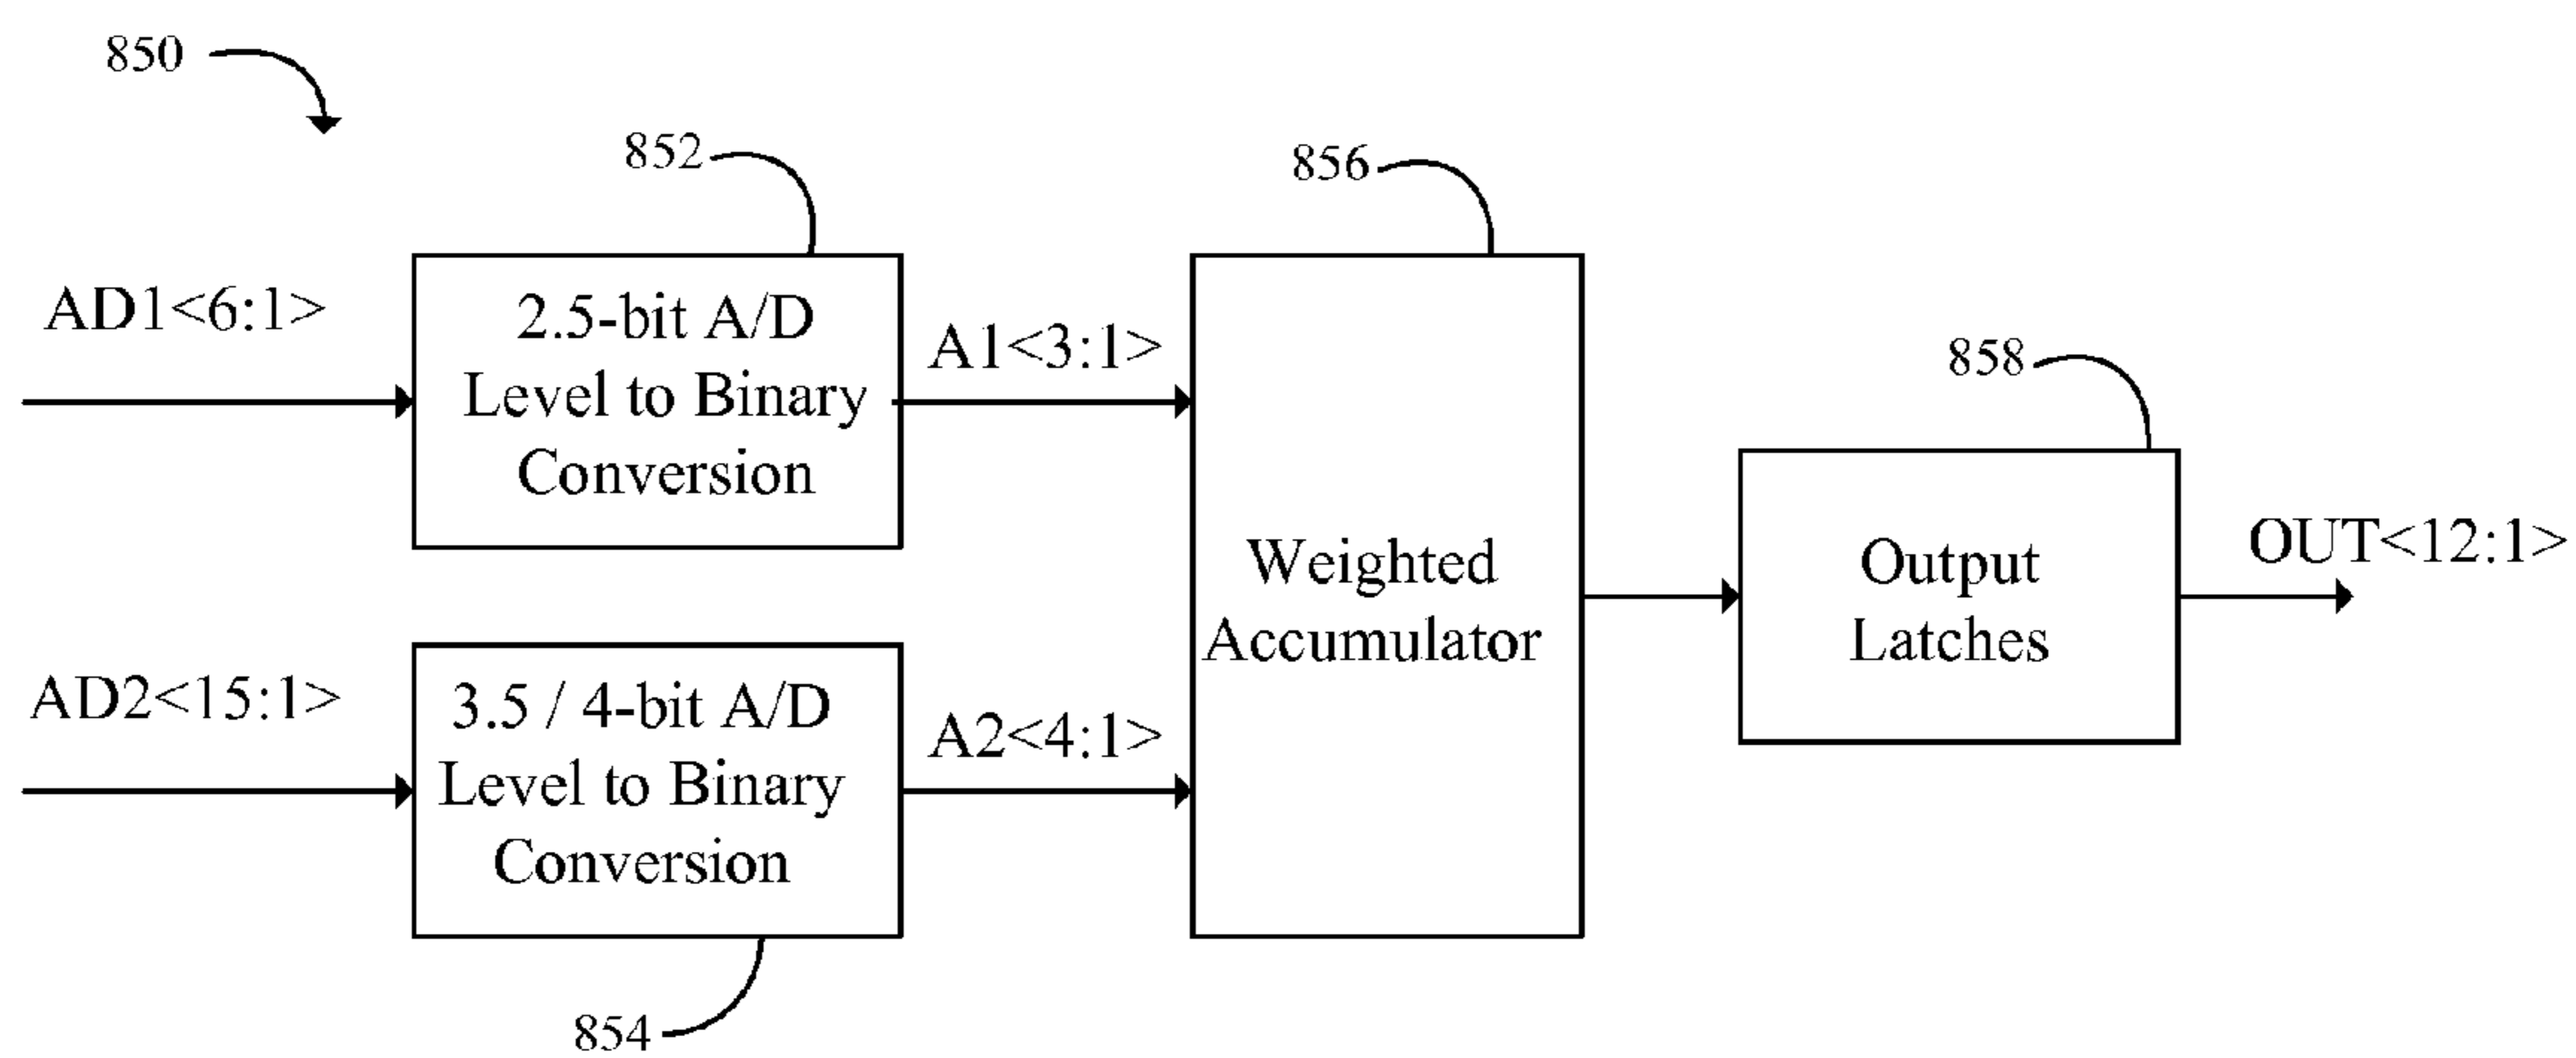 850
852
856
AD1<6:1>
2.5-bit A/D
Level to Binary
Conversion
A1<3:1>
858
Weighted
Accumulator
Output
Latches
OUT<12:1>
AD2<15:1>
3.5 / 4-bit A/D
Level to Binary
Conversion
A2<4:1>
854